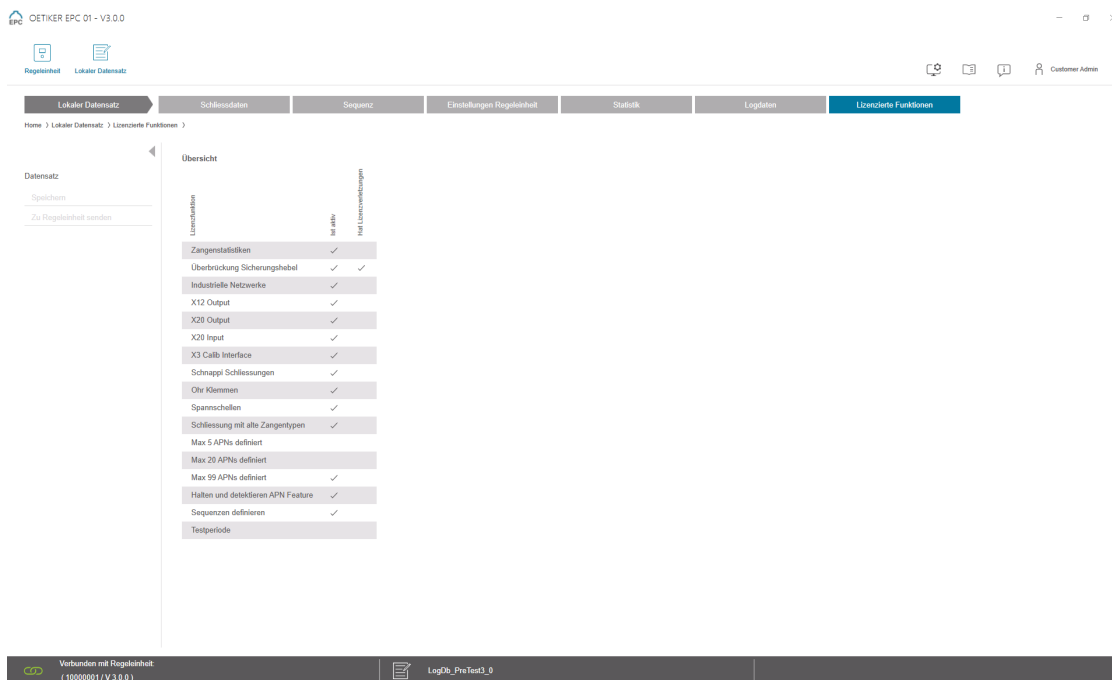 EPC
OETIKER EPC 01 - V3.0.0
Regeleinheit
Lokaler Datensatz
Customer Admin
Lokaler Datensatz
Schliessdaten
Sequenz
Einstellungen Regeleinheit
Statistik
Logdaten
Lizenzierte Funktionen
Home > Lokaler Datensatz > Lizenzierte Funktionen >
Datensatz
Speichern
Zu Regeleinheit senden
Übersicht
Lizenzfunktion
Ist aktiv
Hat Lizenzverletzungen
Zangenstatistiken
Überbrückung Sicherungshebel
Industrielle Netzwerke
X12 Output
X20 Output
X20 Input
X3 Calib Interface
Schnappi Schliessungen
Ohr Klemmen
Spannschellen
Schliessung mit alte Zangentypen
Max 5 APNs definiert
Max 20 APNs definiert
Max 99 APNs definiert
Halten und detektieren APN Feature
Sequenzen definieren
Testperiode
Verbunden mit Regeleinheit:
( 10000001 / V 3.0.0 )
LogDb_PreTest3_0